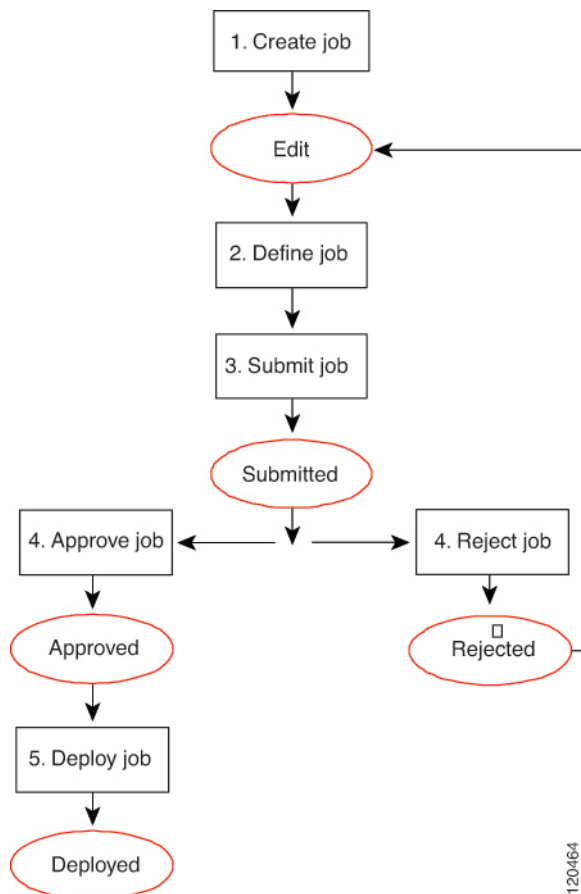 1. Create job
Edit
2. Define job
3. Submit job
Submitted
4. Approve job
4. Reject job
Approved
Rejected
5. Deploy job
Deployed
120464